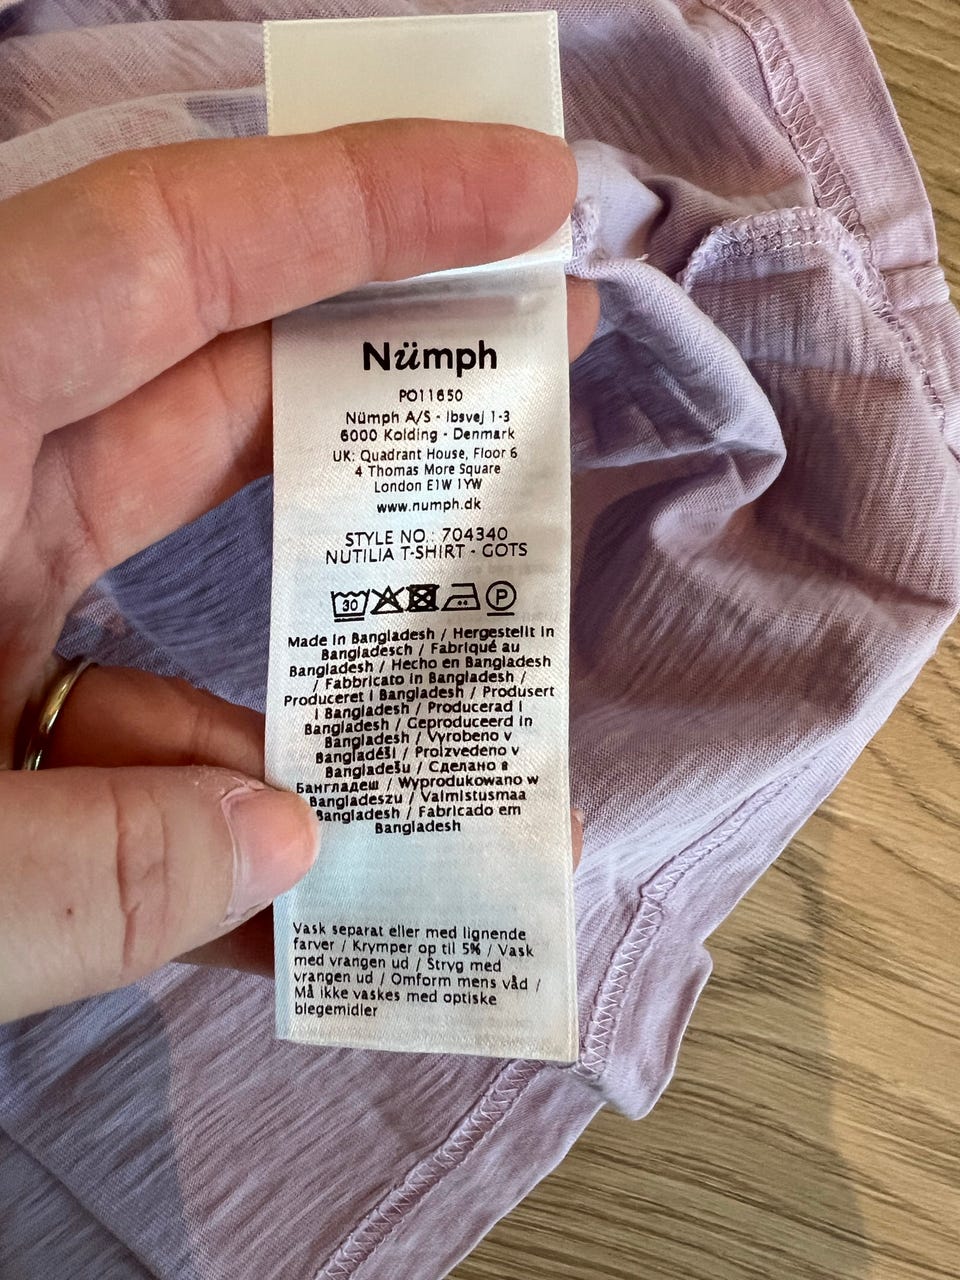 Nümph
PO11650
Nümph A/S - Ibsvej 1-3
6000 Kolding - Denmark
UK: Quadrant House, Floor 6
4 Thomas More Square
London E1W 1YW
www.numph.dk
STYLE NO.: 704340
NUTILIA T-SHIRT - GOTS
30 P
Made in Bangladesh / Hergestellt in
Bangladesch / Fabriqué au
Bangladesh / Hecho en Bangladesh
/ Fabbricato in Bangladesh /
Produceret i Bangladesh / Produsert
i Bangladesh / Producerad i
Bangladesh / Geproduceerd in
Bangladesh / Vyrobeno v
Bangladéši / Proizvedeno v
Bangladešu / Сделано в
Бангладеш / Wyprodukowano w
Bangladeszu / Valmistusmaa
Bangladesh / Fabricado em
Bangladesh
Vask separat eller med lignende
farver / Krymper op til 5% / Vask
med vrangen ud / Stryg med
vrangen ud / Omform mens våd /
Må ikke vaskes med optiske
blegemidler